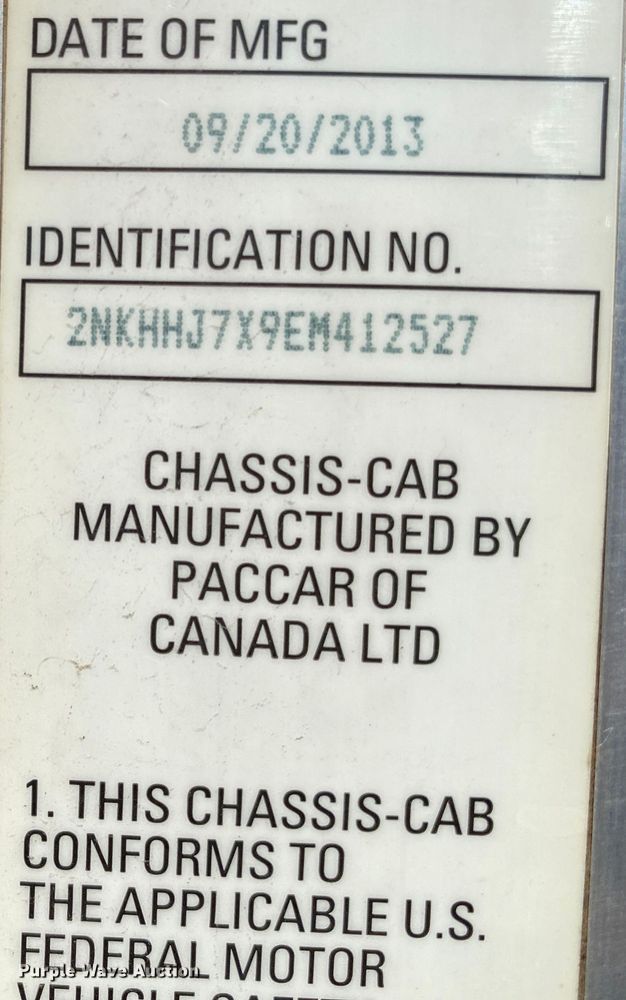 DATE OF MFG
09/20/2013
IDENTIFICATION NO.
2NKHHJ7X9EM412527
CHASSIS-CAB
MANUFACTURED BY
PACCAR OF
CANADA LTD
1. THIS CHASSIS-CAB
CONFORMS TO
THE APPLICABLE U.S.
FEDERAL MOTOR
Purple Wave Auction
VEHICLE